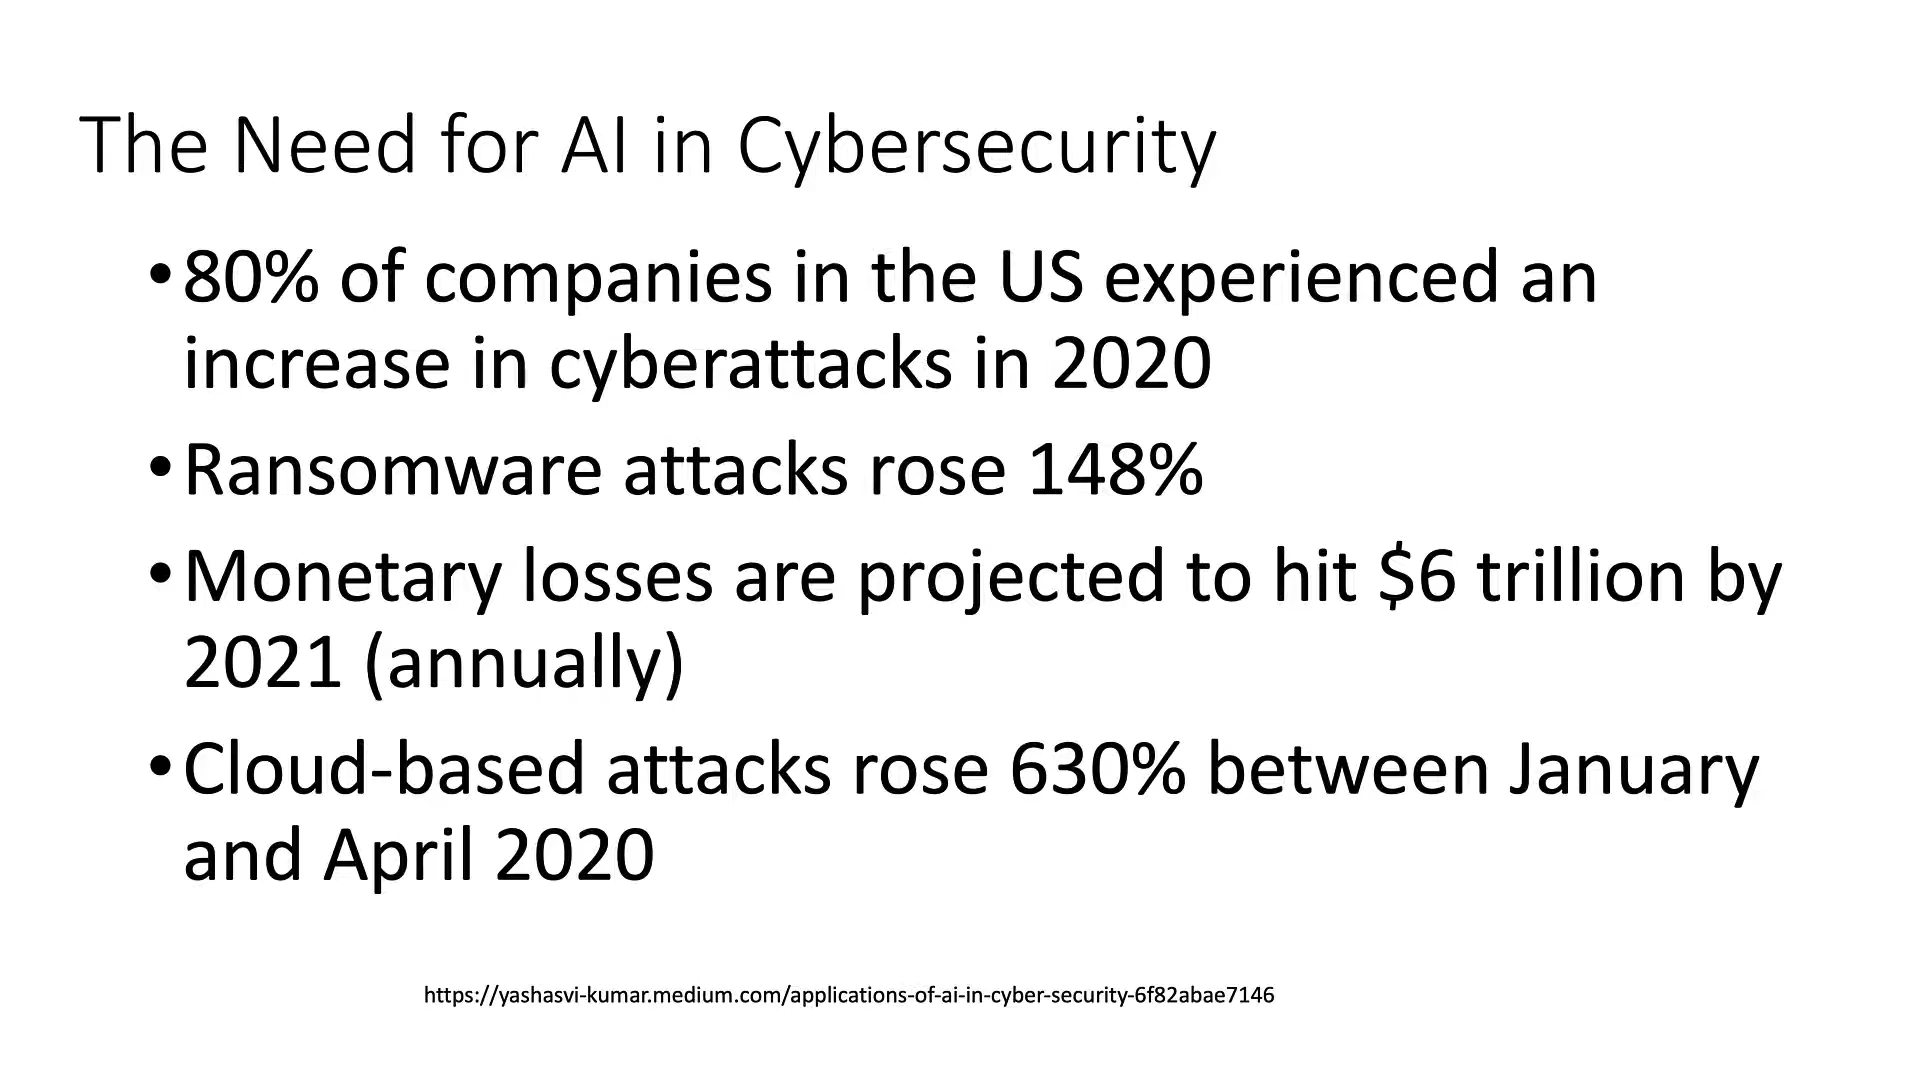 The Need for AI in Cybersecurity
•80% of companies in the US experienced an
increase in cyberattacks in 2020
•Ransomware attacks rose 148%
•Monetary losses are projected to hit $6 trillion by
2021 (annually)
•Cloud-based attacks rose 630% between January
and April 2020
https://yashasvi-kumar.medium.com/applications-of-ai-in-cyber-security-6f82abae7146